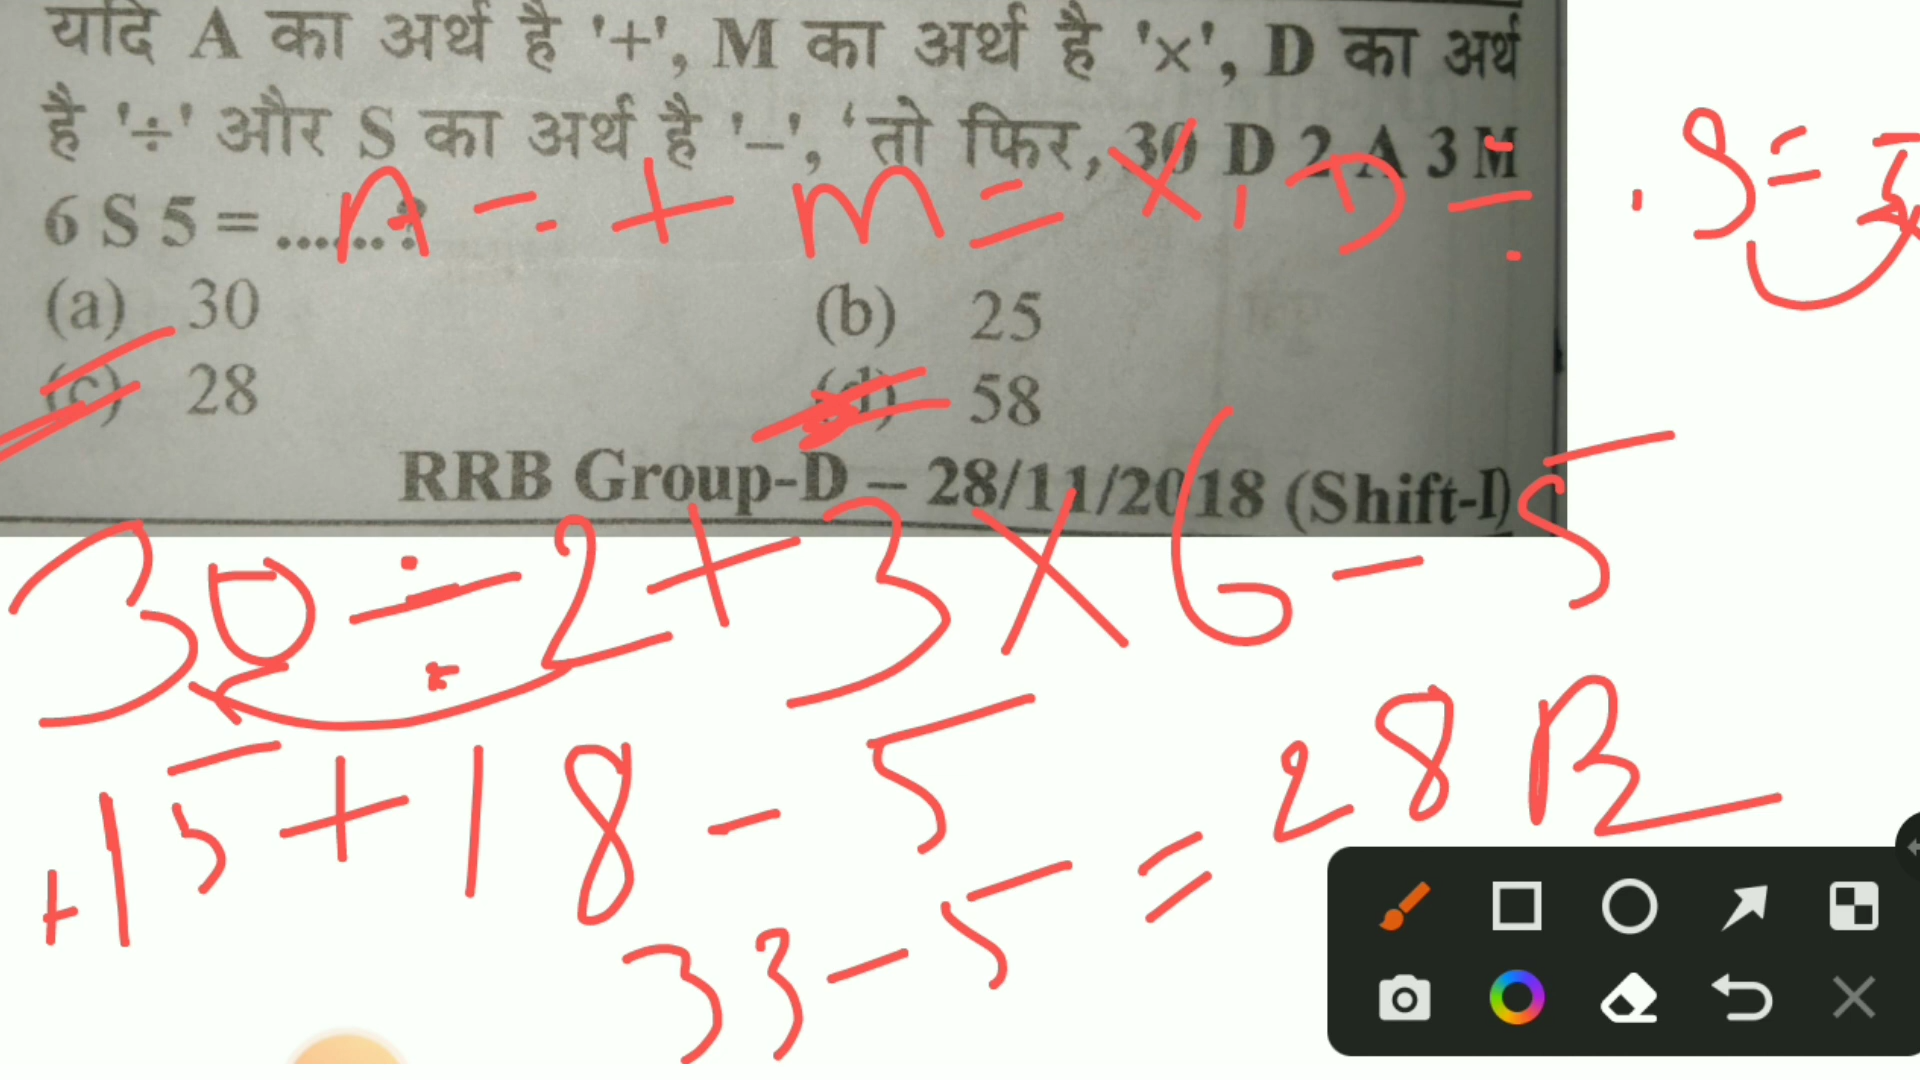 यदि A का अर्थ है '+', M का अर्थ है '×', D का अर्थ
है '÷' और S का अर्थ है '–', 'तो फिर, 30 D 2 A 3 M
6 S 5 = ......?
A = + M = ×, D = ÷ . S =
(a) 30 (b) 25
(c) 28 (d) 58
RRB Group-D – 28/11/2018 (Shift-I)
30 ÷ 2 + 3 × 6 - 5
+15 + 18 - 5
33 - 5 = 28